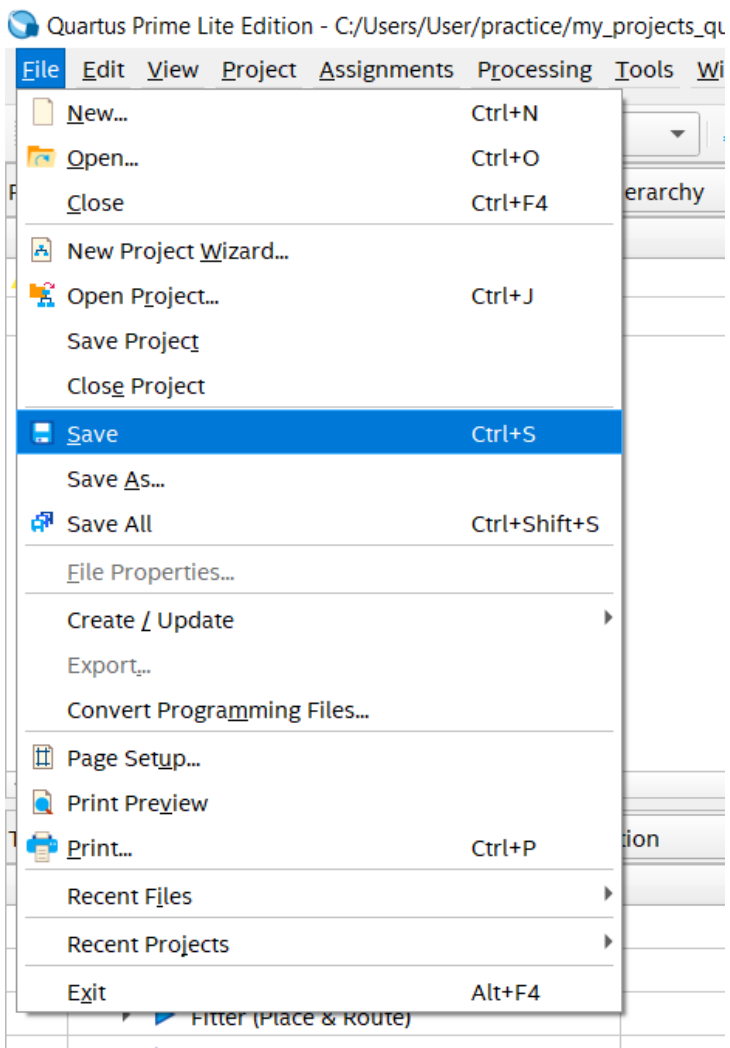 Quartus Prime Lite Edition - C:/Users/User/practice/my_projects_qu
File Edit View Project Assignments Processing Tools Wi
New... Ctrl+N
Open... Ctrl+O
Close Ctrl+F4
erarchy
New Project Wizard...
Open Project... Ctrl+J
Save Project
Close Project
Save Ctrl+S
Save As...
Save All Ctrl+Shift+S
File Properties...
Create / Update
Export...
Convert Programming Files...
Page Setup...
Print Preview
Print... Ctrl+P
tion
Recent Files
Recent Projects
Exit Alt+F4
Fitter (Place & Route)